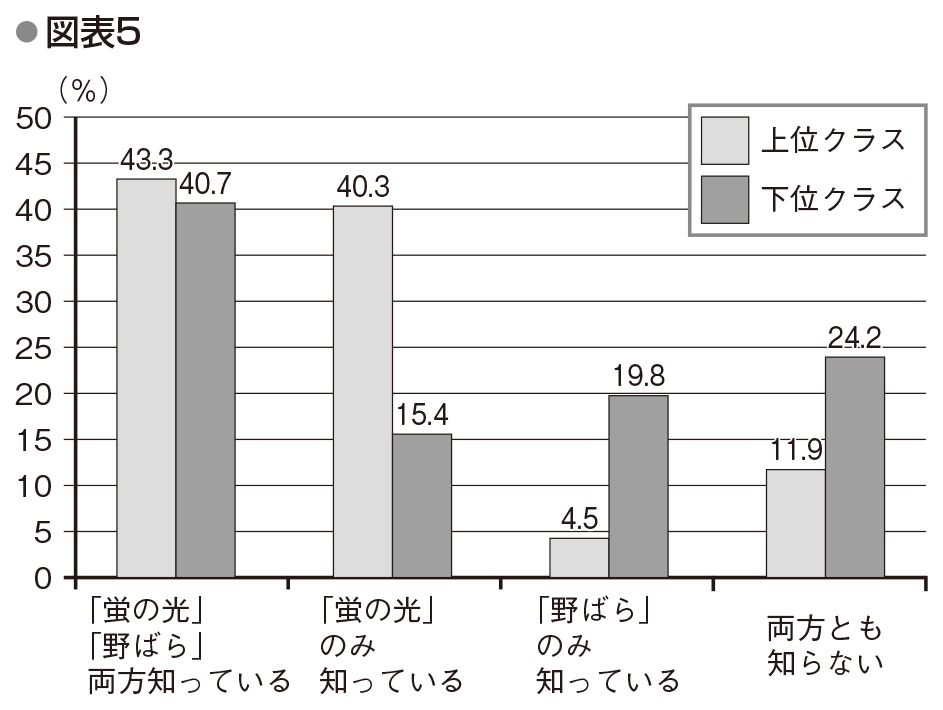 ●図表5
(%)
50
45
40
35
30
25
20
15
10
5
0
43.3
40.7
40.3
15.4
4.5
19.8
11.9
24.2
上位クラス
下位クラス
「蛍の光」
「野ばら」
両方知っている
「蛍の光」
のみ
知っている
「野ばら」
のみ
知っている
両方とも
知らない